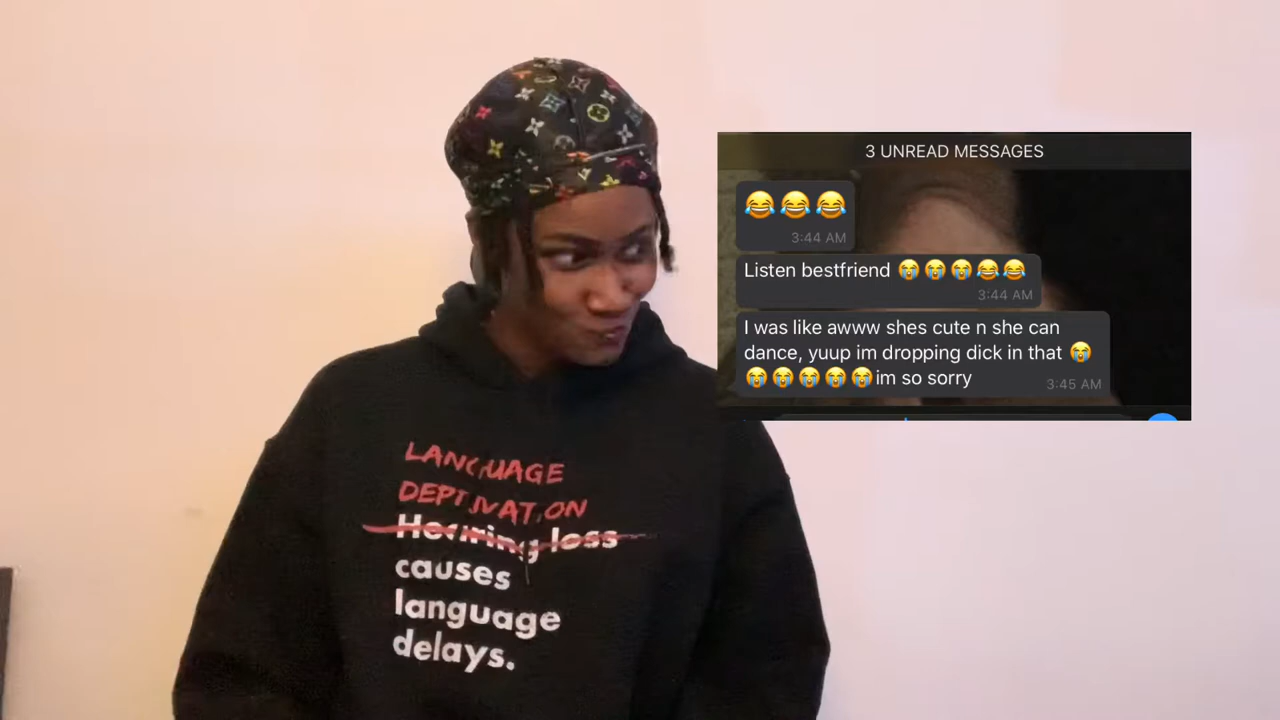 LANGUAGE
DEPRIVATION
Hearing loss
causes
language
delays.
3 UNREAD MESSAGES
😂😂😂
3:44 AM
Listen bestfriend 😭😭😭😂😂
3:44 AM
I was like awww shes cute n she can
dance, yuup im dropping dick in that 😭
😭😭😭😭😭im so sorry
3:45 AM